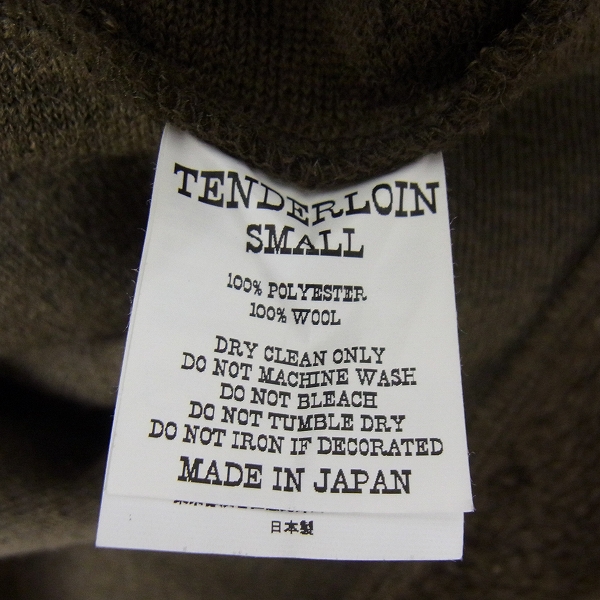 TENDERLOIN
SMALL
100% POLYESTER
100% WOOL
DRY CLEAN ONLY
DO NOT MACHINE WASH
DO NOT BLEACH
DO NOT TUMBLE DRY
DO NOT IRON IF DECORATED
MADE IN JAPAN
日本製